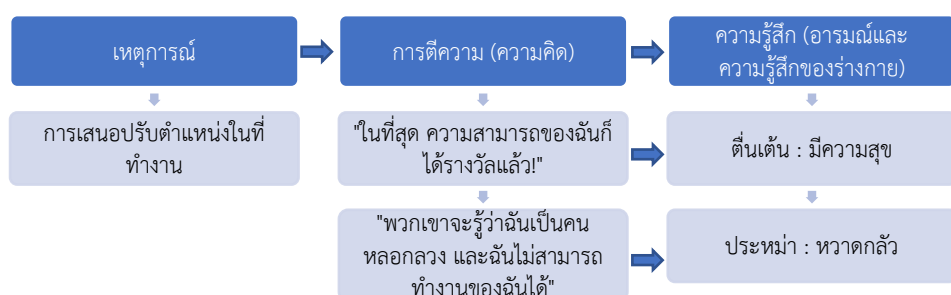 เหตุการณ์
การตีความ (ความคิด)
ความรู้สึก (อารมณ์และ
ความรู้สึกของร่างกาย)
การเสนอปรับตำแหน่งในที่
ทำงาน
"ในที่สุด ความสามารถของฉันก็
ได้รางวัลแล้ว!"
ตื่นเต้น : มีความสุข
"พวกเขาจะรู้ว่าฉันเป็นคน
หลอกลวง และฉันไม่สามารถ
ทำงานของฉันได้"
ประหม่า : หวาดกลัว